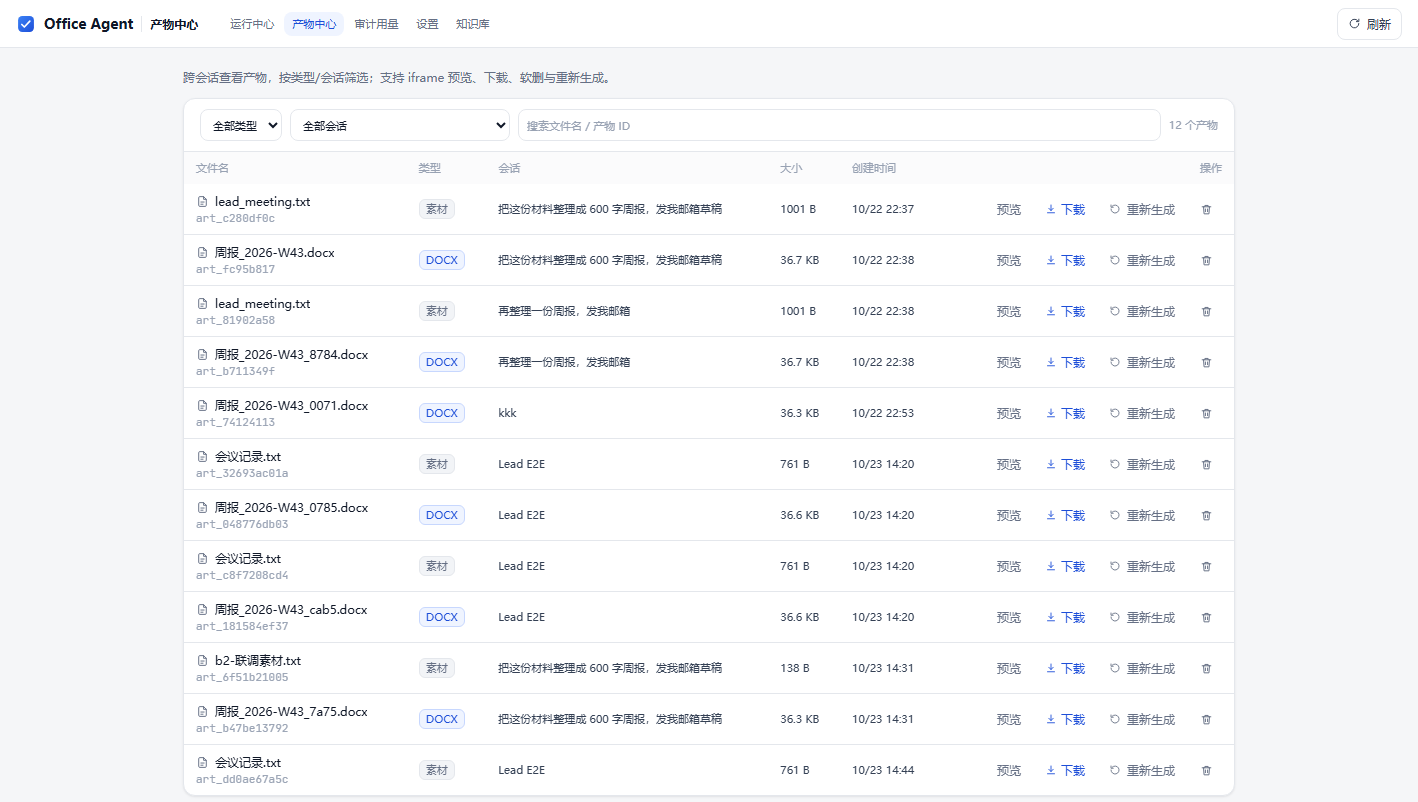 Office Agent 产物中心 运行中心 产物中心 审计用量 设置 知识库 刷新
跨会话查看产物，按类型/会话筛选；支持 iframe 预览、下载、软删与重新生成。
全部类型 全部会话 搜索文件名 / 产物 ID 12 个产物
文件名 类型 会话 大小 创建时间 操作
lead_meeting.txt
art_c280df0c
素材 把这份材料整理成 600 字周报，发我邮箱草稿 1001 B 10/22 22:37 预览 下载 重新生成
周报_2026-W43.docx
art_fc95b817
DOCX 把这份材料整理成 600 字周报，发我邮箱草稿 36.7 KB 10/22 22:38 预览 下载 重新生成
lead_meeting.txt
art_81902a58
素材 再整理一份周报，发我邮箱 1001 B 10/22 22:38 预览 下载 重新生成
周报_2026-W43_8784.docx
art_b711349f
DOCX 再整理一份周报，发我邮箱 36.7 KB 10/22 22:38 预览 下载 重新生成
周报_2026-W43_0071.docx
art_74124113
DOCX kkk 36.3 KB 10/22 22:53 预览 下载 重新生成
会议记录.txt
art_32693ac01a
素材 Lead E2E 761 B 10/23 14:20 预览 下载 重新生成
周报_2026-W43_0785.docx
art_048776db03
DOCX Lead E2E 36.6 KB 10/23 14:20 预览 下载 重新生成
会议记录.txt
art_c8f7208cd4
素材 Lead E2E 761 B 10/23 14:20 预览 下载 重新生成
周报_2026-W43_cab5.docx
art_181584ef37
DOCX Lead E2E 36.6 KB 10/23 14:20 预览 下载 重新生成
b2-联调素材.txt
art_6f51b21005
素材 把这份材料整理成 600 字周报，发我邮箱草稿 138 B 10/23 14:31 预览 下载 重新生成
周报_2026-W43_7a75.docx
art_b47be13792
DOCX 把这份材料整理成 600 字周报，发我邮箱草稿 36.3 KB 10/23 14:31 预览 下载 重新生成
会议记录.txt
art_dd0ae67a5c
素材 Lead E2E 761 B 10/23 14:44 预览 下载 重新生成